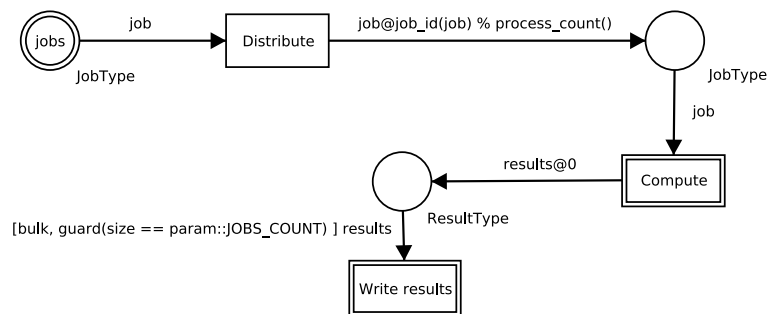 job
job@job_id(job) % process_count()
jobs
Distribute
JobType
JobType
job
results@0
Compute
ResultType
[bulk, guard(size == param::JOBS_COUNT) ] results
Write results